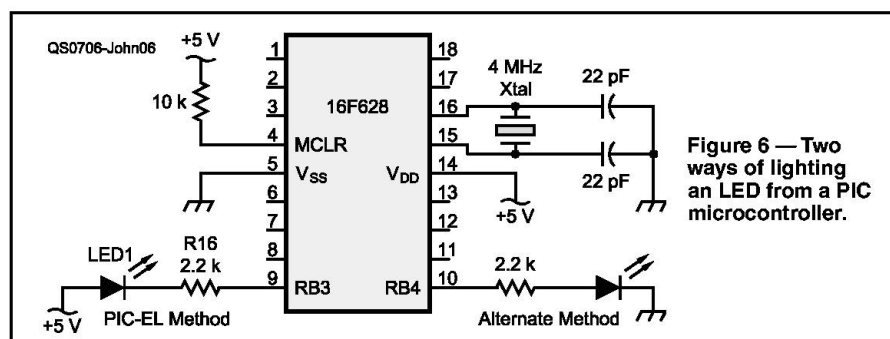 QS0706-John06
+5 V
10 k
1
2
3
4
5
6
7
8
9
16F628
MCLR
VSS
VDD
RB3
RB4
18
17
16
15
14
13
12
11
10
4 MHz
Xtal
22 pF
22 pF
+5 V
LED1
R16
2.2 k
+5 V
PIC-EL Method
2.2 k
Alternate Method
Figure 6 — Two
ways of lighting
an LED from a PIC
microcontroller.